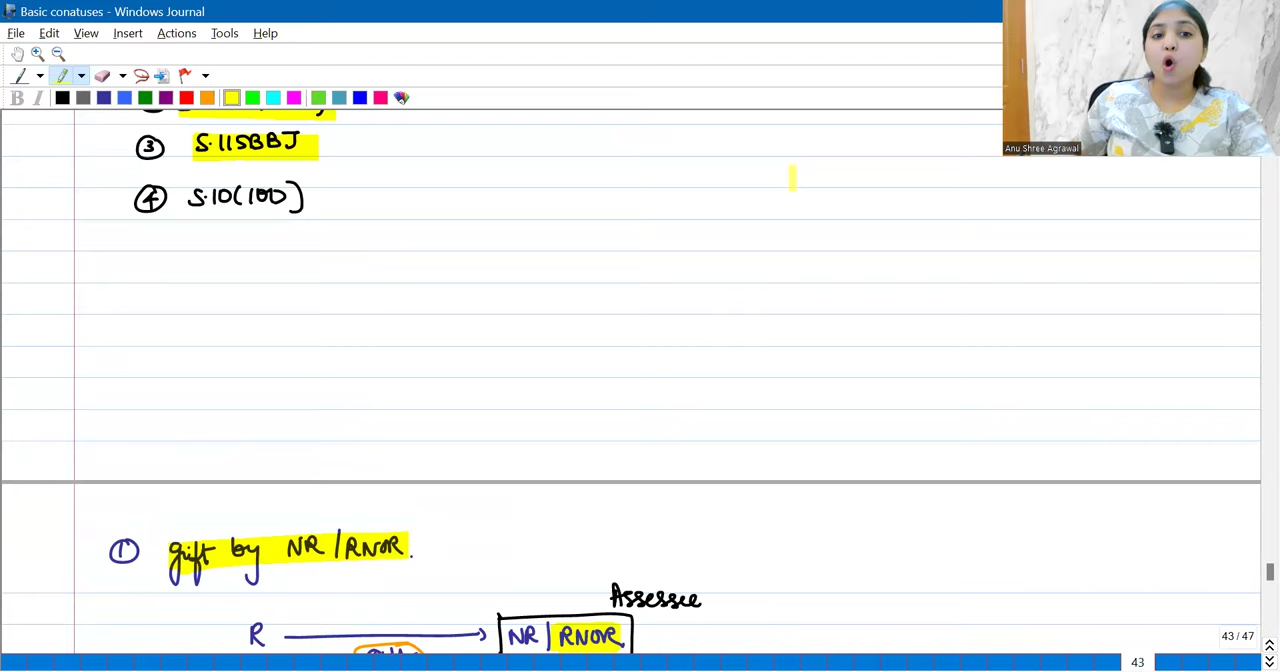 Basic conatuses - Windows Journal
File Edit View Insert Actions Tools Help
B I
Anu Shree Agrawal
③ S.115BBJ
④ S.10(10D)
① gift by NR/RNOR.
Assessee
R NR | RNOR
43 / 47
43